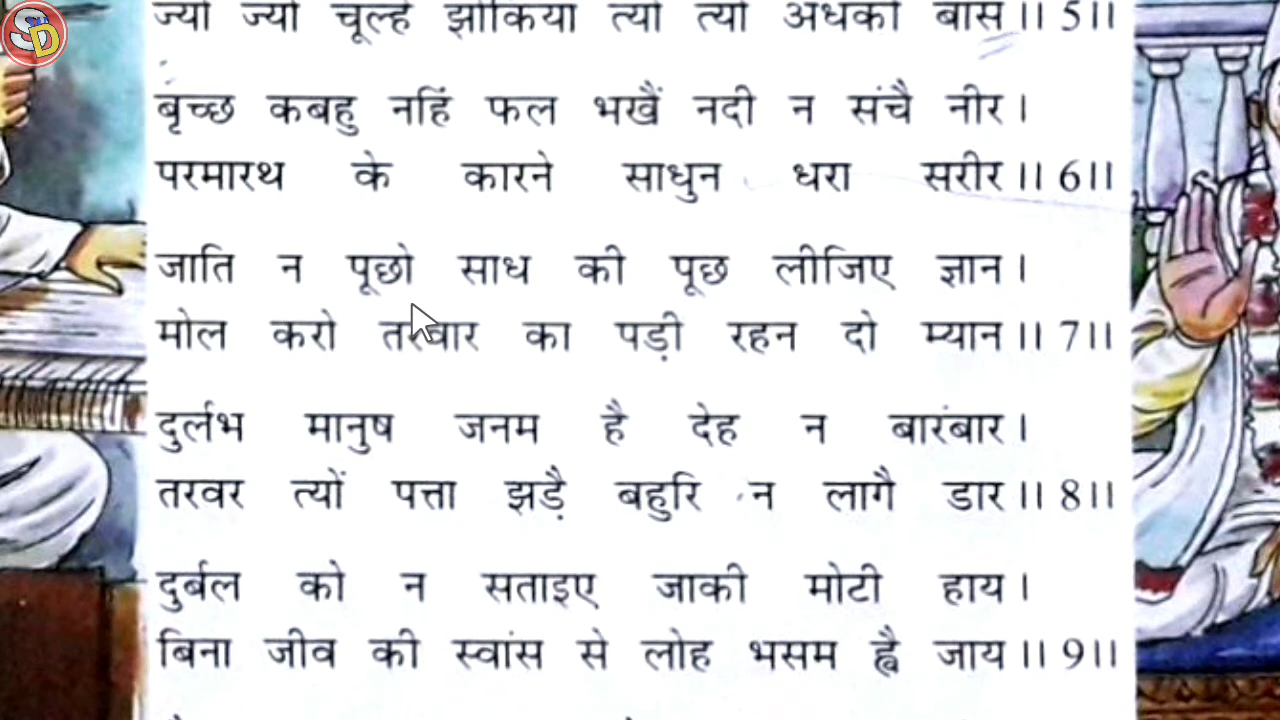 ज्यों ज्यों चूल्हे झोंकिया त्यों त्यों अधकी बास ॥ 5॥
बृच्छ कबहु नहिं फल भखैं नदी न संचै नीर ।
परमारथ के कारने साधुन धरा सरीर ॥ 6॥
जाति न पूछो साध की पूछ लीजिए ज्ञान ।
मोल करो तरवार का पड़ी रहन दो म्यान ॥ 7॥
दुर्लभ मानुष जनम है देह न बारंबार ।
तरवर त्यों पत्ता झड़ै बहुरि न लागै डार ॥ 8॥
दुर्बल को न सताइए जाकी मोटी हाय ।
बिना जीव की स्वांस से लोह भसम ह्वै जाय ॥ 9॥